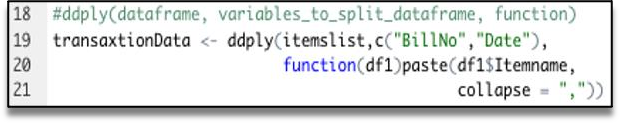 18 #ddply(dataframe, variables_to_split_dataframe, function)
19 transaxtionData <- ddply(itemslist,c("BillNo","Date"),
20 function(df1)paste(df1$Itemname,
21 collapse = ","))